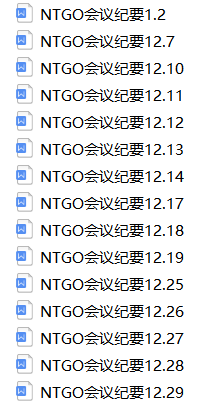 NTGO会议纪要1.2
NTGO会议纪要12.7
NTGO会议纪要12.10
NTGO会议纪要12.11
NTGO会议纪要12.12
NTGO会议纪要12.13
NTGO会议纪要12.14
NTGO会议纪要12.17
NTGO会议纪要12.18
NTGO会议纪要12.19
NTGO会议纪要12.25
NTGO会议纪要12.26
NTGO会议纪要12.27
NTGO会议纪要12.28
NTGO会议纪要12.29